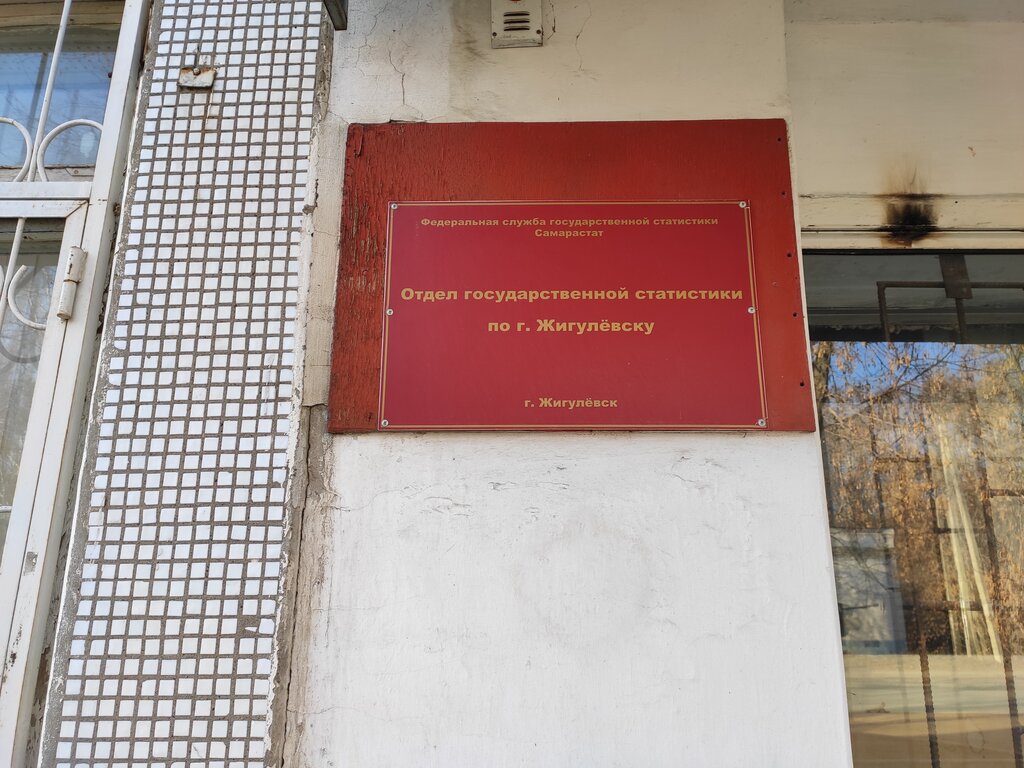 Федеральная служба государственной статистики
Самарастат
Отдел государственной статистики
по г. Жигулёвску
г. Жигулёвск